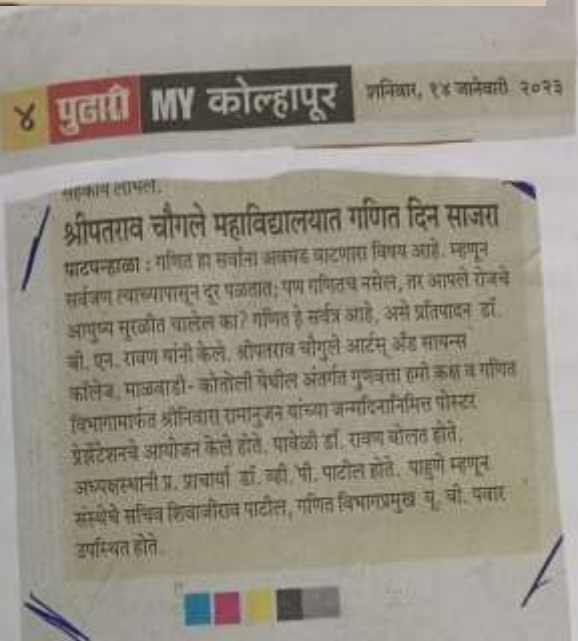 ४ पुढारी MY कोल्हापूर शनिवार, १४ जानेवारी २०२३
सहकार्य लाभले.
श्रीपतराव चौगले महाविद्यालयात गणित दिन साजरा
पाटपन्हाळा : गणित हा सर्वांना अवघड वाटणारा विषय आहे. म्हणून
सर्वजण त्याच्यापासून दूर पळतात; पण गणितच नसेल, तर आपले रोजचे
आयुष्य सुरळीत चालेल का? गणित हे सर्वत्र आहे, असे प्रतिपादन डॉ.
बी. एन. रावण यांनी केले. श्रीपतराव चौगुले आर्टस् अँड सायन्स
कॉलेज, माळवाडी- कोतोली येथील अंतर्गत गुणवत्ता हमी कक्ष व गणित
विभागामार्फत श्रीनिवास रामानुजन यांच्या जन्मदिनानिमित्त पोस्टर
प्रेझेंटेशनचे आयोजन केले होते. यावेळी डॉ. रावण बोलत होते.
अध्यक्षस्थानी प्र. प्राचार्या डॉ. व्ही. पी. पाटील होते. पाहुणे म्हणून
संस्थेचे सचिव शिवाजीराव पाटील, गणित विभागप्रमुख यू. ची. पवार
उपस्थित होते.